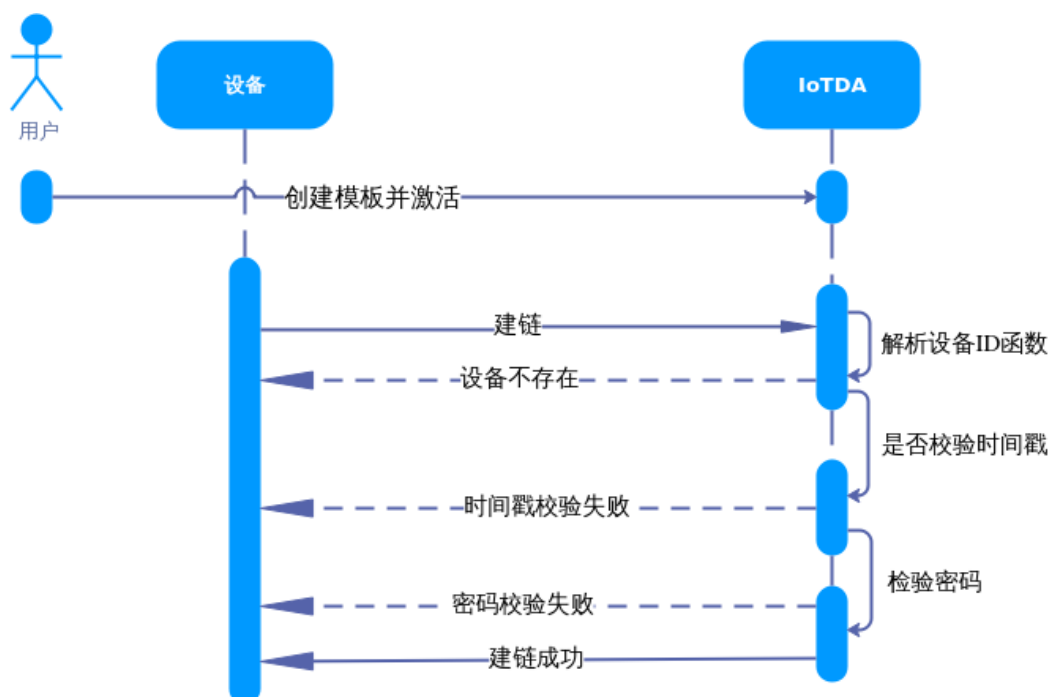 设备
IoTDA
用户
创建模板并激活
建链
解析设备ID函数
设备不存在
是否校验时间戳
时间戳校验失败
检验密码
密码校验失败
建链成功